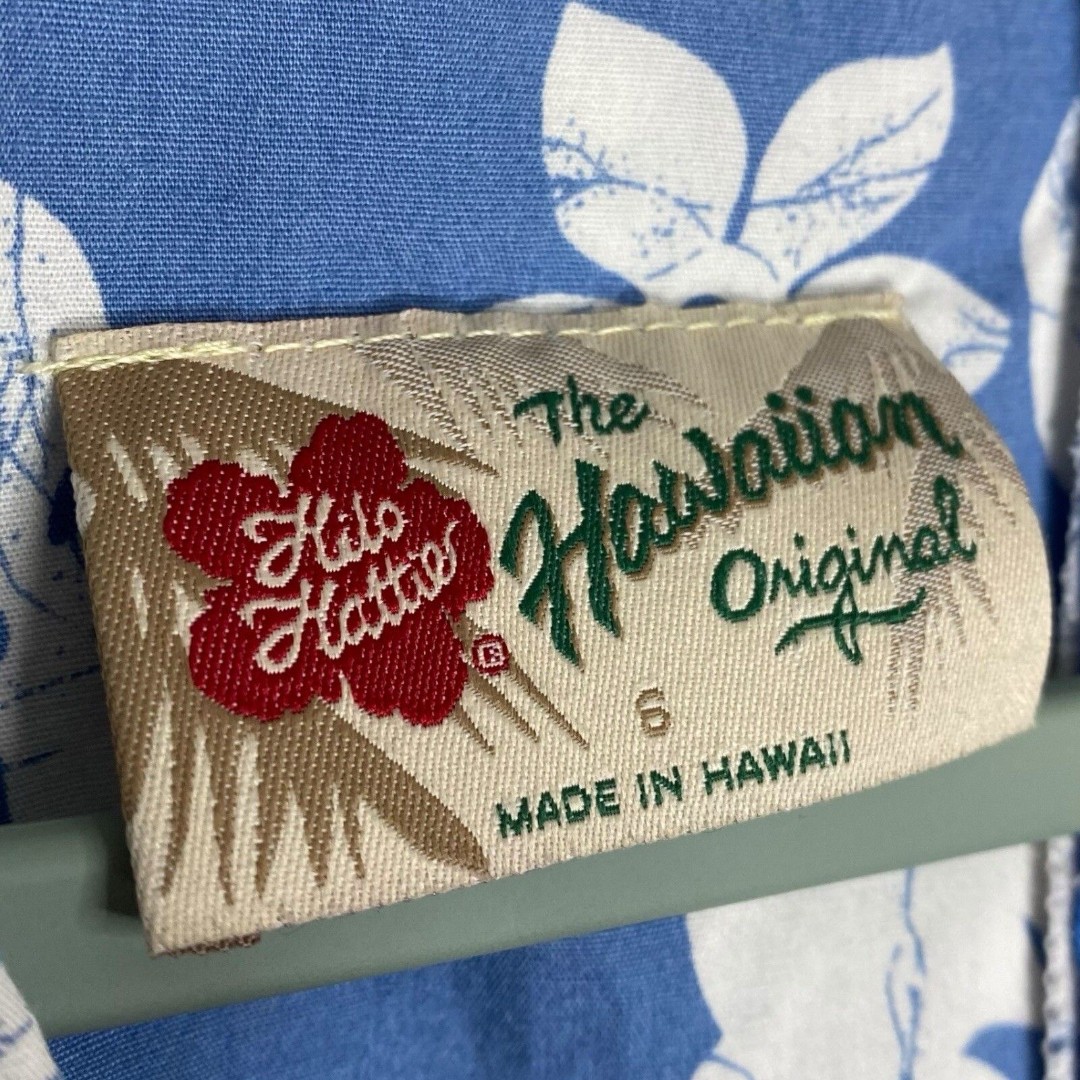 Hilo
Hattie
®
The
Hawaiian
Original
6
MADE IN HAWAII